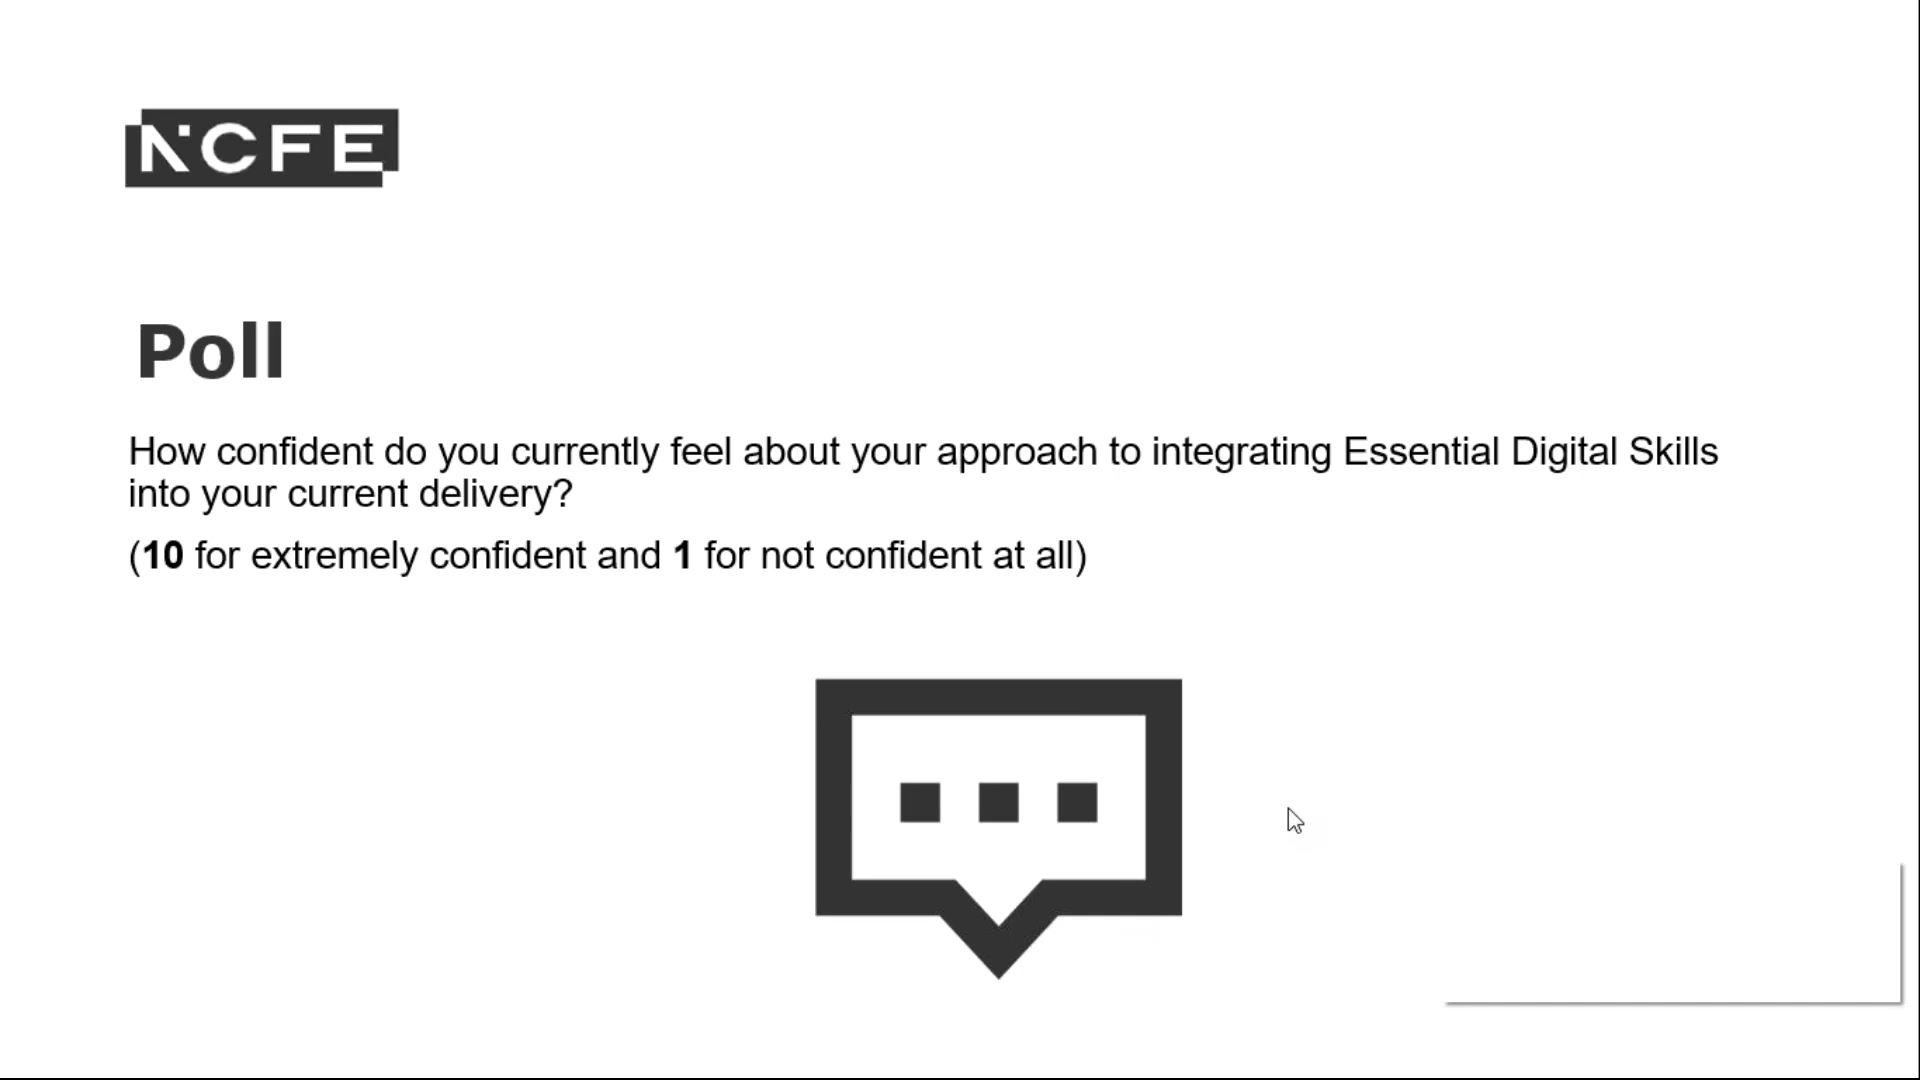 NCFE
Poll
How confident do you currently feel about your approach to integrating Essential Digital Skills
into your current delivery?
(10 for extremely confident and 1 for not confident at all)